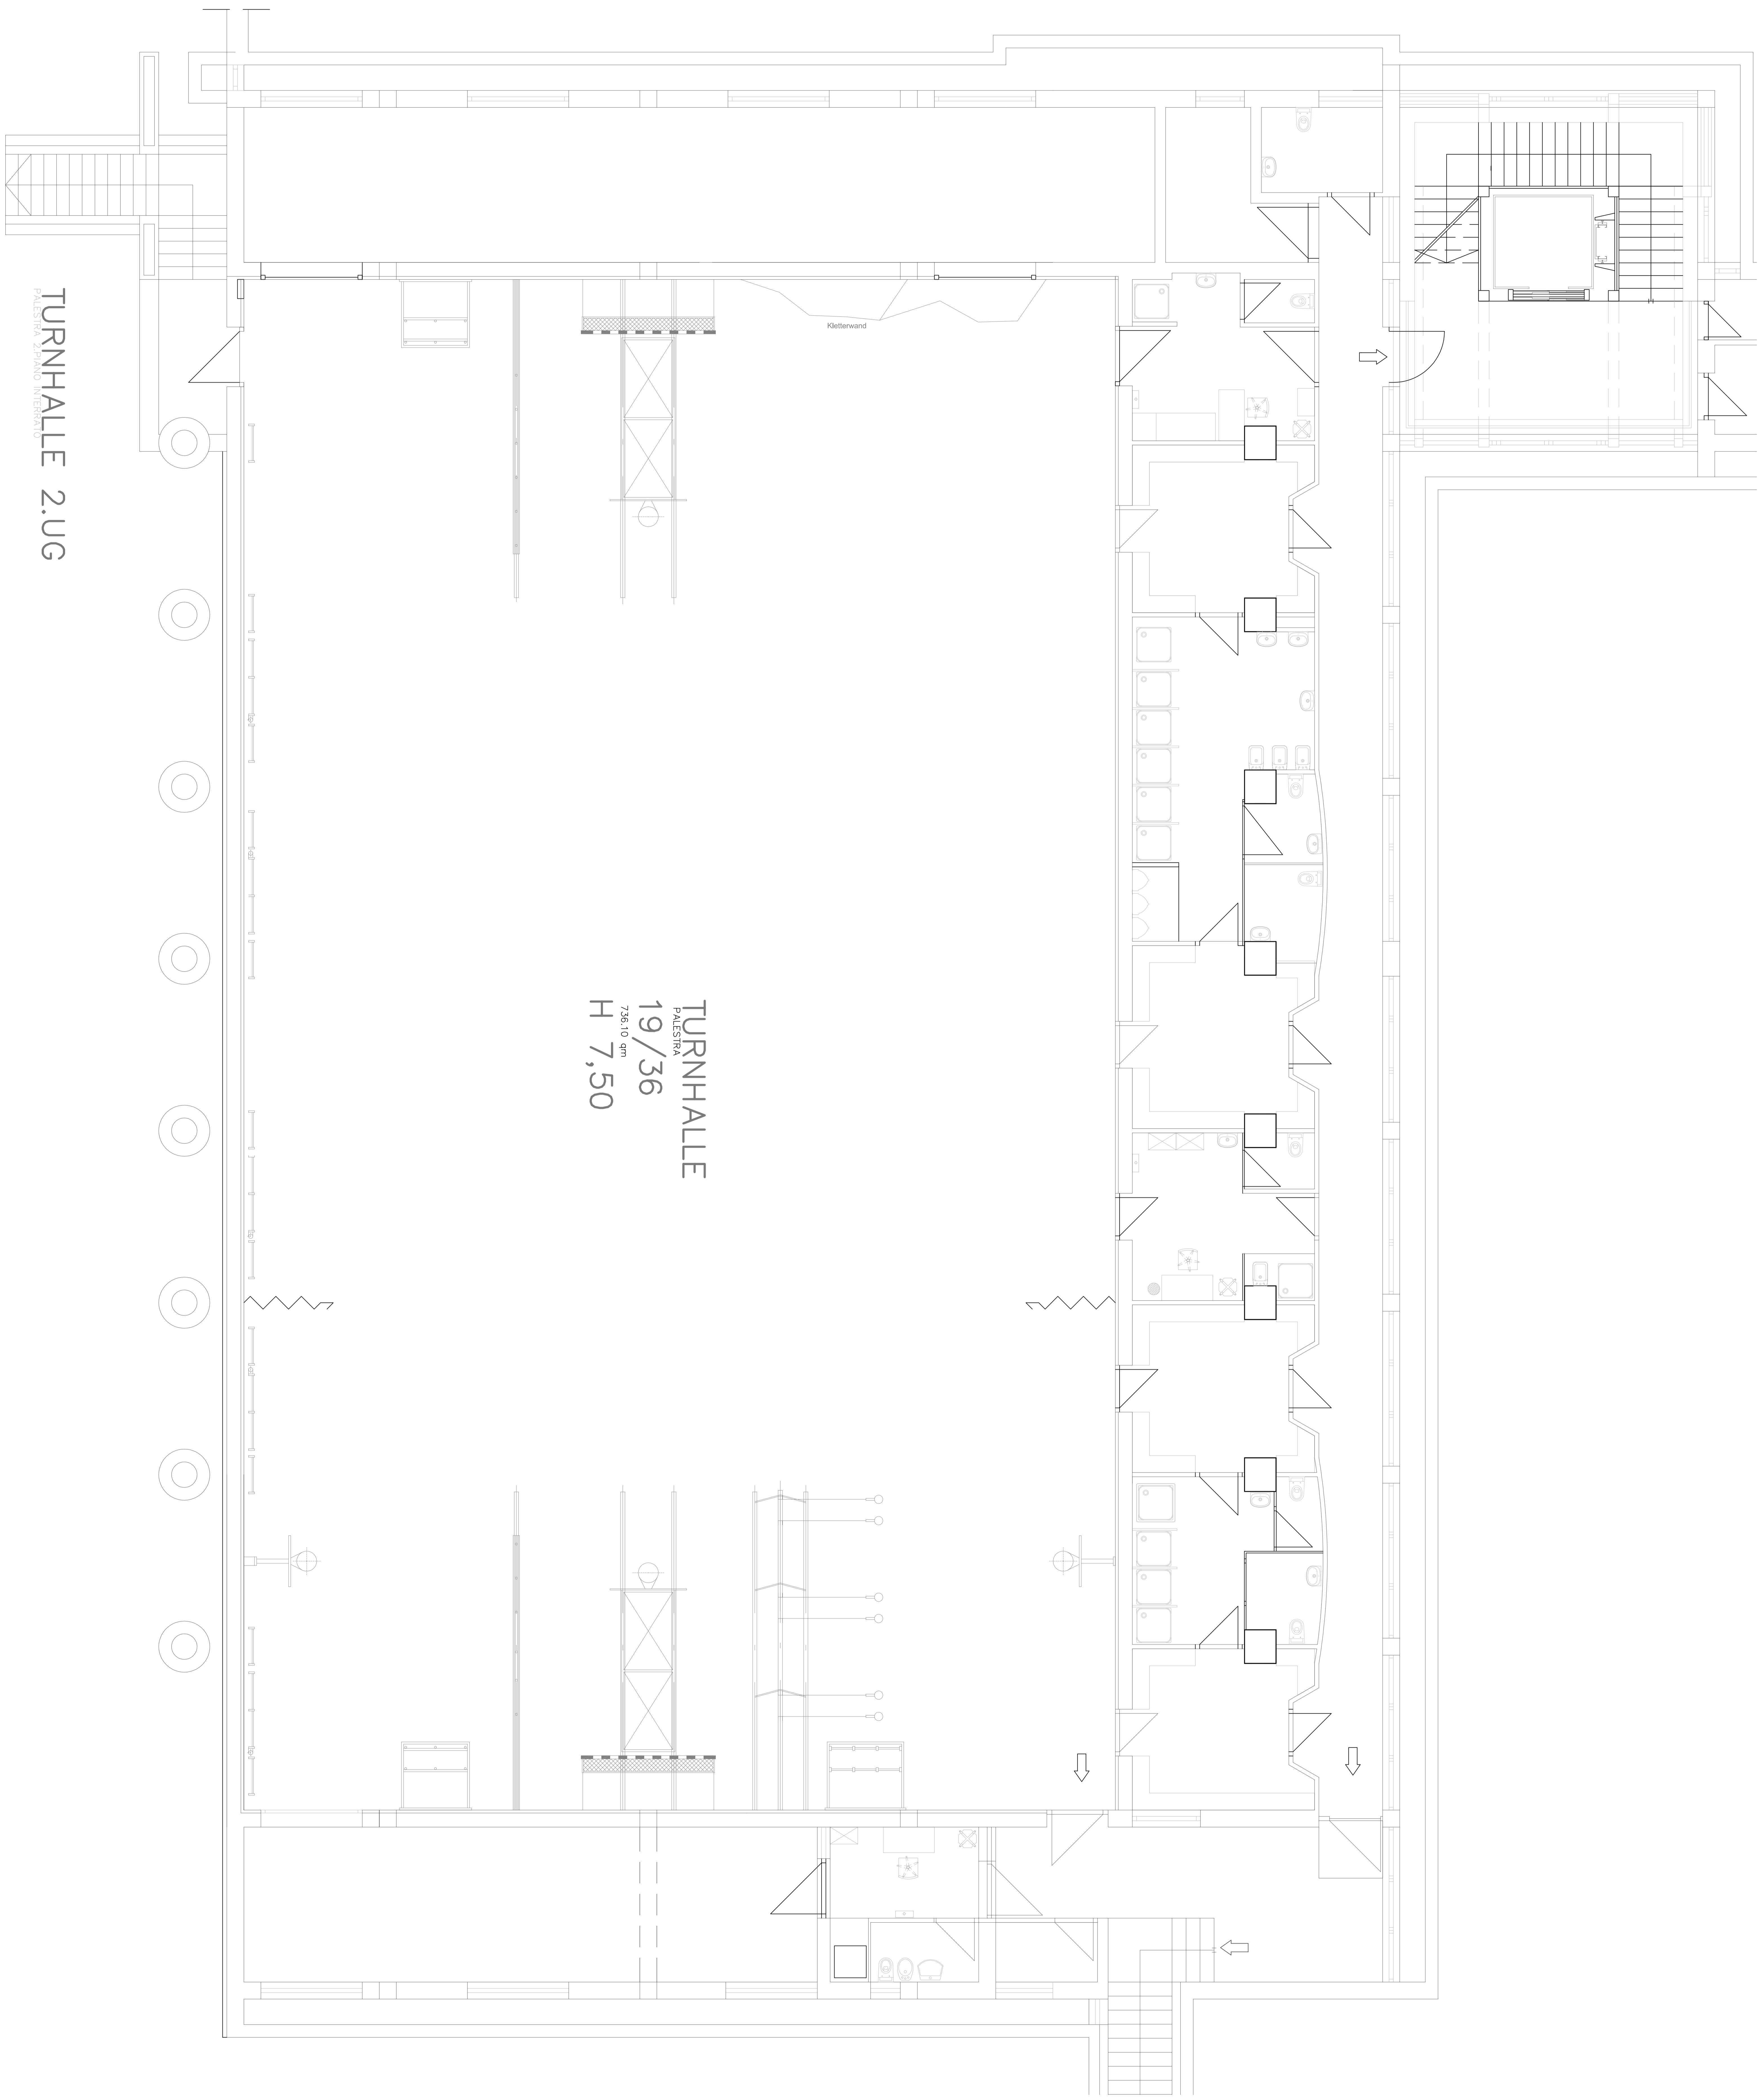 TURNHALLE 2.UG
PALESTRA 2.PIANO INTERRATO
Kletterwand
TURNHALLE
PALESTRA
19/36
736.10 qm
H 7,50